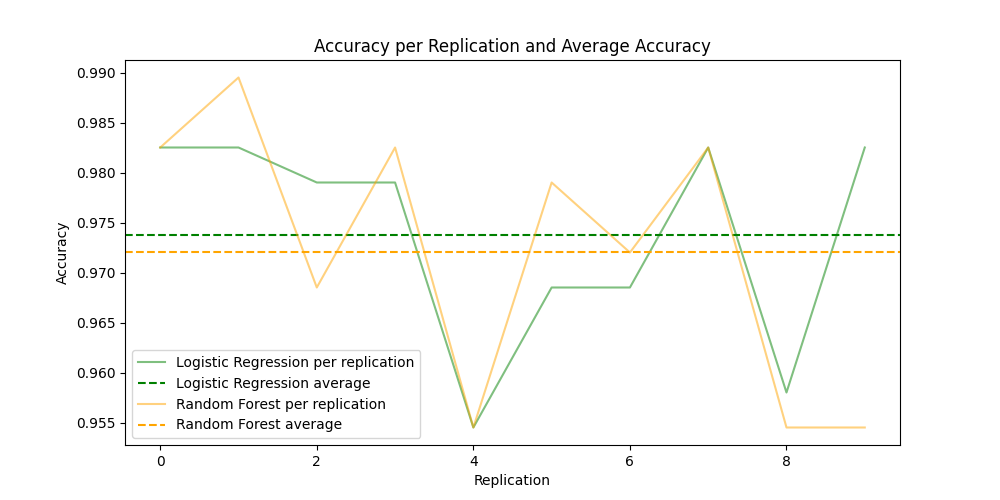 Accuracy per Replication and Average Accuracy
0.990
0.985
0.980
0.975
0.970
0.965
0.960
0.955
Accuracy
Logistic Regression per replication
Logistic Regression average
Random Forest per replication
Random Forest average
0 2 4 6 8
Replication